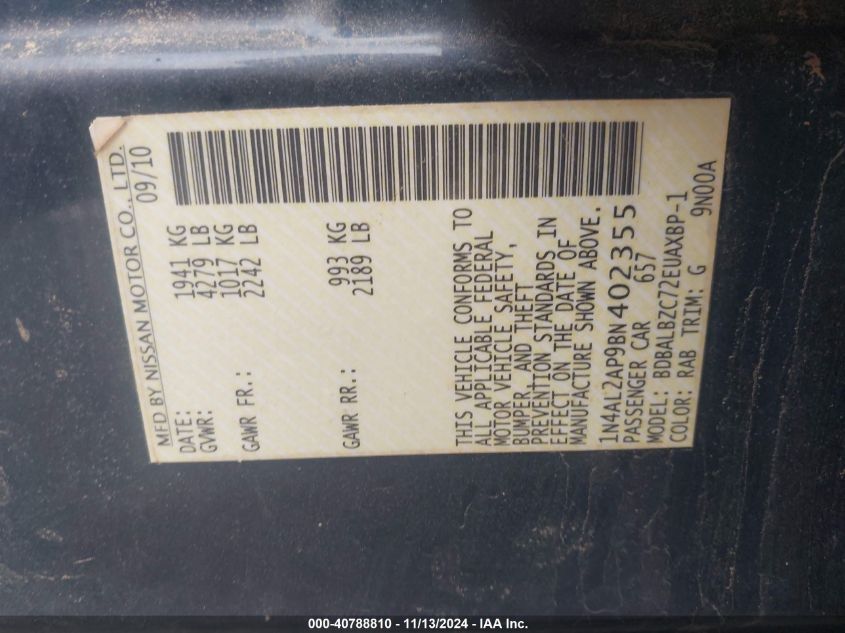 MFD BY NISSAN MOTOR CO., LTD.
DATE: 09/10
GVWR: 1941 KG
4279 LB
GAWR FR.: 1017 KG
2242 LB
GAWR RR.: 993 KG
2189 LB
THIS VEHICLE CONFORMS TO
ALL APPLICABLE FEDERAL
MOTOR VEHICLE SAFETY,
BUMPER, AND THEFT
PREVENTION STANDARDS IN
EFFECT ON THE DATE OF
MANUFACTURE SHOWN ABOVE.
1N4AL2AP9BN402355
PASSENGER CAR 657
MODEL: BDBALBZC72EUAXBP-1
COLOR: RAB TRIM: G 9N00A
000-40788810 - 11/13/2024 - IAA Inc.